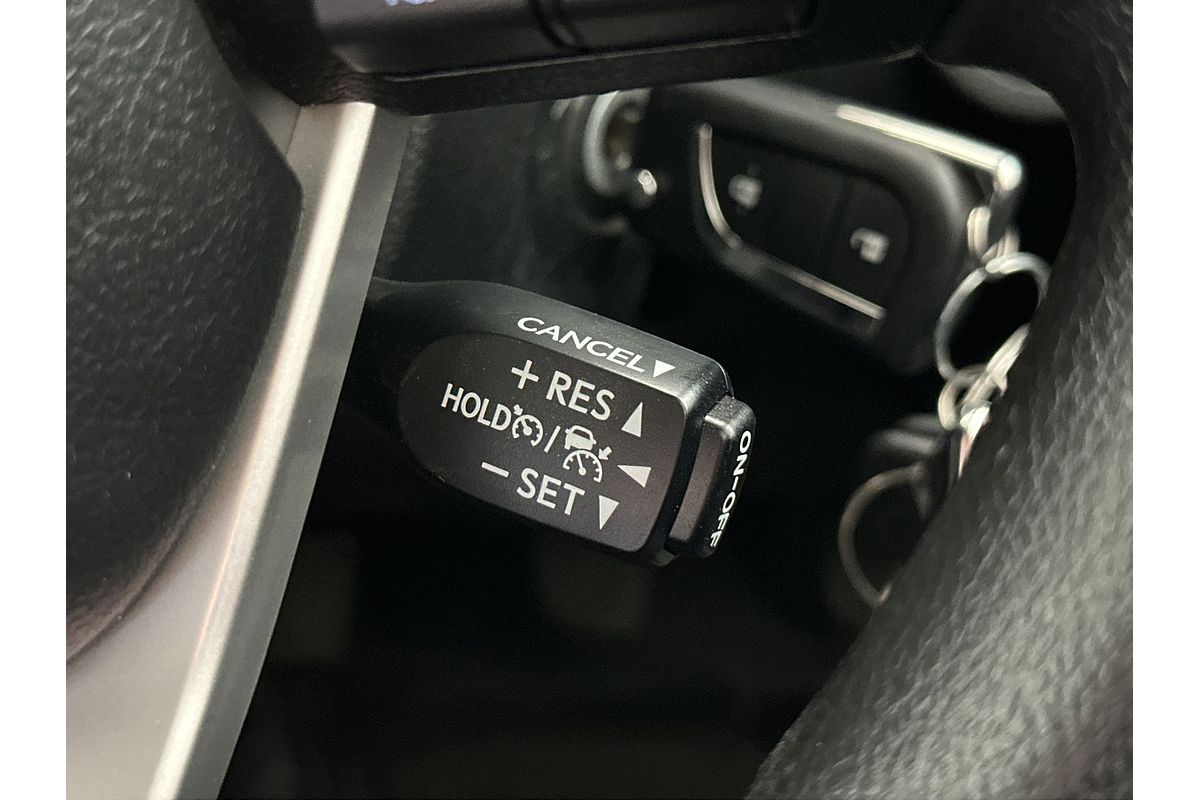 CANCEL▼
+ RES ▲
HOLD / ◀
− SET ▼
ON-OFF